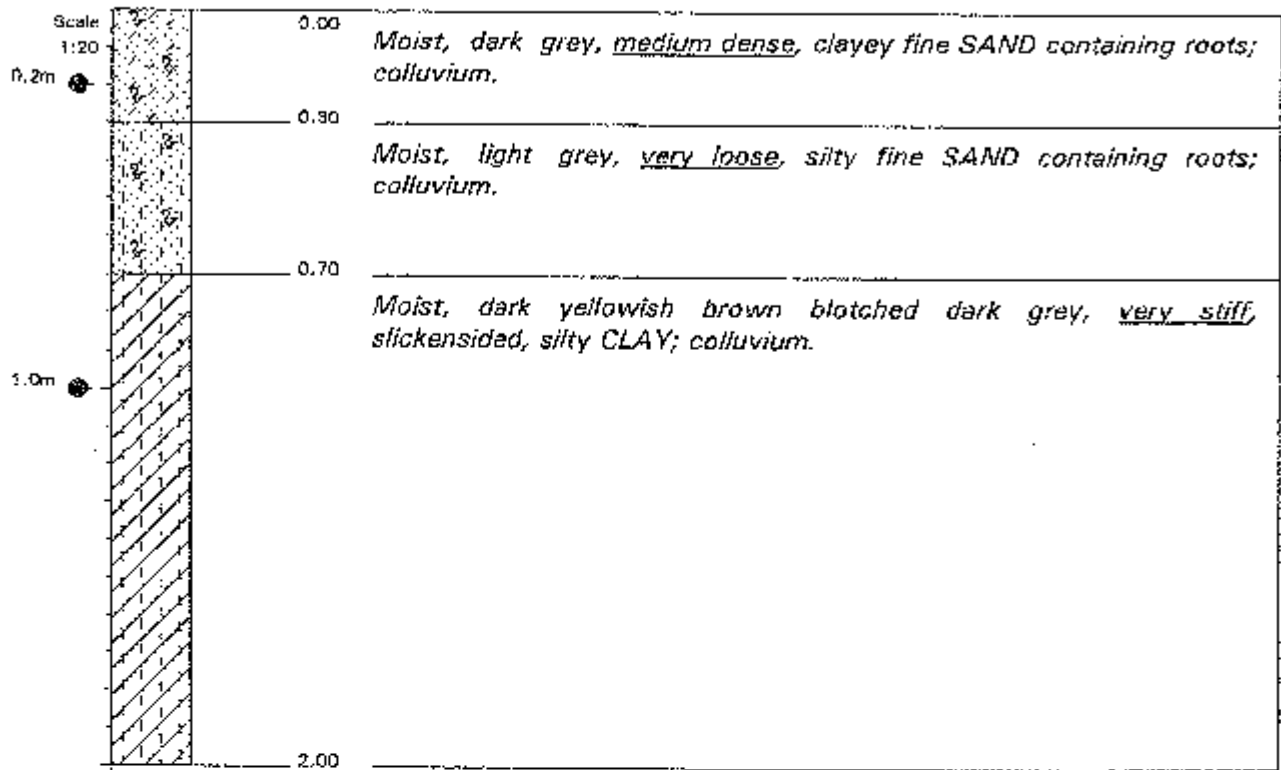 Scale
1:20
0.00
Moist, dark grey, medium dense, clayey fine SAND containing roots;
colluvium.
0.2m
0.30
Moist, light grey, very loose, silty fine SAND containing roots;
colluvium.
0.70
Moist, dark yellowish brown blotched dark grey, very stiff,
slickensided, silty CLAY; colluvium.
1.0m
2.00